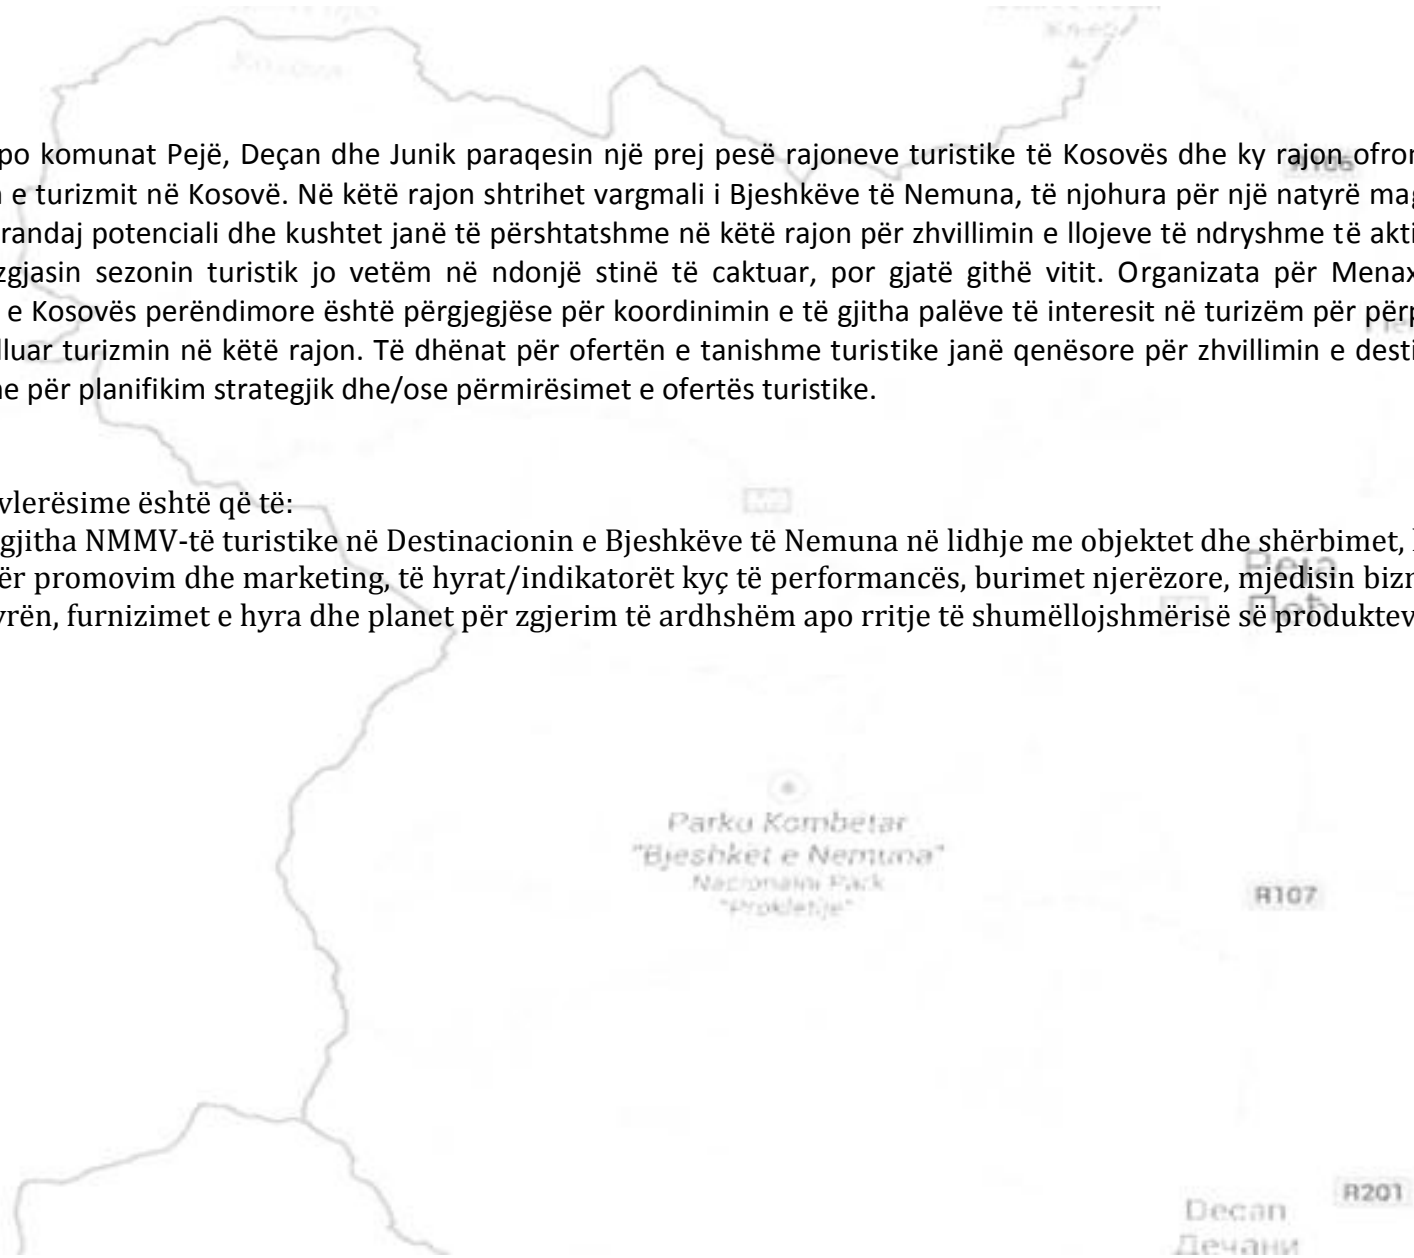 po komunat Pejë, Deçan dhe Junik paraqesin një prej pesë rajoneve turistike të Kosovës dhe ky rajon ofron
e turizmit në Kosovë. Në këtë rajon shtrihet vargmali i Bjeshkëve të Nemuna, të njohura për një natyrë mag
randaj potenciali dhe kushtet janë të përshtatshme në këtë rajon për zhvillimin e llojeve të ndryshme të akti
zgjasin sezonin turistik jo vetëm në ndonjë stinë të caktuar, por gjatë githë vitit. Organizata për Menax
e Kosovës perëndimore është përgjegjëse për koordinimin e të gjitha palëve të interesit në turizëm për përp
lluar turizmin në këtë rajon. Të dhënat për ofertën e tanishme turistike janë qenësore për zhvillimin e desti
e për planifikim strategjik dhe/ose përmirësimet e ofertës turistike.
vlerësime është që të:
gjitha NMMV-të turistike në Destinacionin e Bjeshkëve të Nemuna në lidhje me objektet dhe shërbimet,
ër promovim dhe marketing, të hyrat/indikatorët kyç të performancës, burimet njerëzore, mjedisin bizn
yrën, furnizimet e hyra dhe planet për zgjerim të ardhshëm apo rritje të shumëllojshmërisë së produktev
Peja
Пећ
Parku Kombetar
"Bjeshket e Nemuna"
Nacionalni Park
"Prokletije"
R107
R201
Decan
Дечани